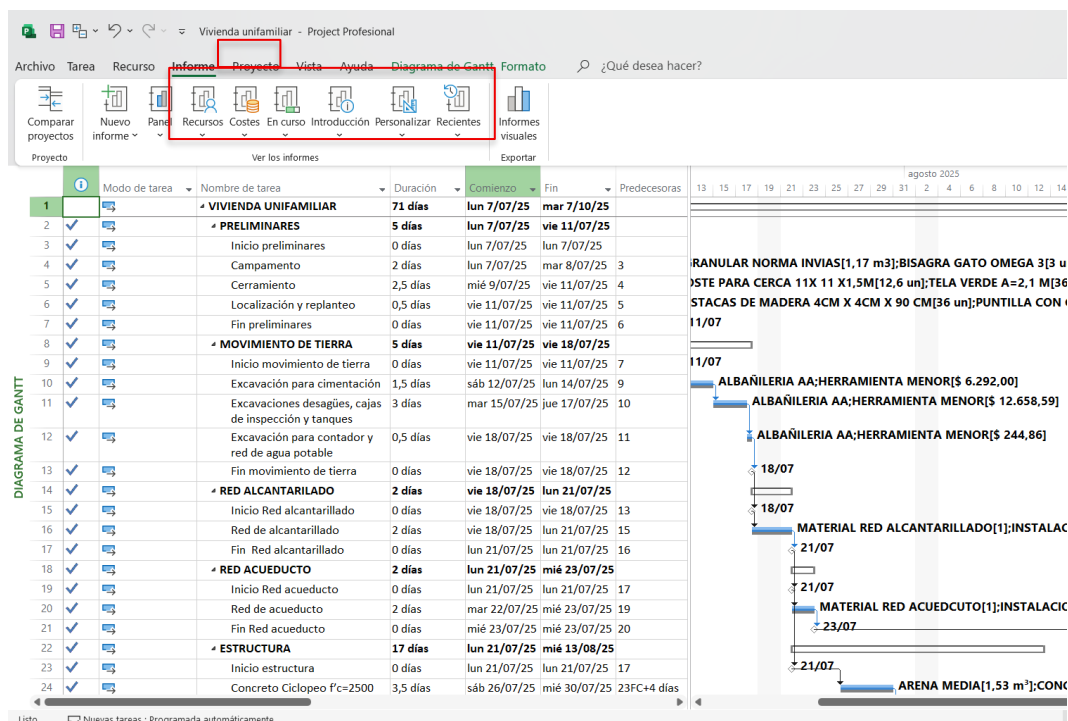 Vivienda unifamiliar - Project Profesional
Archivo Tarea Recurso Informe Proyecto Vista Ayuda Diagrama de Gantt Formato ¿Qué desea hacer?
Comparar proyectos
Nuevo informe
Panel
Recursos
Costes
En curso
Introducción
Personalizar
Recientes
Informes visuales
Proyecto
Ver los informes
Exportar
Modo de tarea Nombre de tarea Duración Comienzo Fin Predecesoras
agosto 2025
13 15 17 19 21 23 25 27 29 31 2 4 6 8 10 12 14
DIAGRAMA DE GANTT
1 VIVIENDA UNIFAMILIAR 71 días lun 7/07/25 mar 7/10/25
2 PRELIMINARES 5 días lun 7/07/25 vie 11/07/25
3 Inicio preliminares 0 días lun 7/07/25 lun 7/07/25
4 Campamento 2 días lun 7/07/25 mar 8/07/25 3 RANULAR NORMA INVIAS[1,17 m3];BISAGRA GATO OMEGA 3[3 u
5 Cerramiento 2,5 días mié 9/07/25 vie 11/07/25 4 OSTE PARA CERCA 11X 11 X1,5M[12,6 un];TELA VERDE A=2,1 M[36
6 Localización y replanteo 0,5 días vie 11/07/25 vie 11/07/25 5 STACAS DE MADERA 4CM X 4CM X 90 CM[36 un];PUNTILLA CON
7 Fin preliminares 0 días vie 11/07/25 vie 11/07/25 6 11/07
8 MOVIMIENTO DE TIERRA 5 días vie 11/07/25 vie 18/07/25
9 Inicio movimiento de tierra 0 días vie 11/07/25 vie 11/07/25 7 11/07
10 Excavación para cimentación 1,5 días sáb 12/07/25 lun 14/07/25 9 ALBAÑILERIA AA;HERRAMIENTA MENOR[$ 6.292,00]
11 Excavaciones desagües, cajas de inspección y tanques 3 días mar 15/07/25 jue 17/07/25 10 ALBAÑILERIA AA;HERRAMIENTA MENOR[$ 12.658,59]
12 Excavación para contador y red de agua potable 0,5 días vie 18/07/25 vie 18/07/25 11 ALBAÑILERIA AA;HERRAMIENTA MENOR[$ 244,86]
13 Fin movimiento de tierra 0 días vie 18/07/25 vie 18/07/25 12 18/07
14 RED ALCANTARILADO 2 días vie 18/07/25 lun 21/07/25
15 Inicio Red alcantarillado 0 días vie 18/07/25 vie 18/07/25 13 18/07
16 Red de alcantarillado 2 días vie 18/07/25 lun 21/07/25 15 MATERIAL RED ALCANTARILLADO[1];INSTALAC
17 Fin Red alcantarillado 0 días lun 21/07/25 lun 21/07/25 16 21/07
18 RED ACUEDUCTO 2 días lun 21/07/25 mié 23/07/25
19 Inicio Red acueducto 0 días lun 21/07/25 lun 21/07/25 17 21/07
20 Red de acueducto 2 días mar 22/07/25 mié 23/07/25 19 MATERIAL RED ACUEDCUTO[1];INSTALACIO
21 Fin Red acueducto 0 días mié 23/07/25 mié 23/07/25 20 23/07
22 ESTRUCTURA 17 días lun 21/07/25 mié 13/08/25
23 Inicio estructura 0 días lun 21/07/25 lun 21/07/25 17 21/07
24 Concreto Ciclopeo f'c=2500 3,5 días sáb 26/07/25 mié 30/07/25 23FC+4 días ARENA MEDIA[1,53 m³];CONC
Listo Nuevas tareas : Programada automáticamente